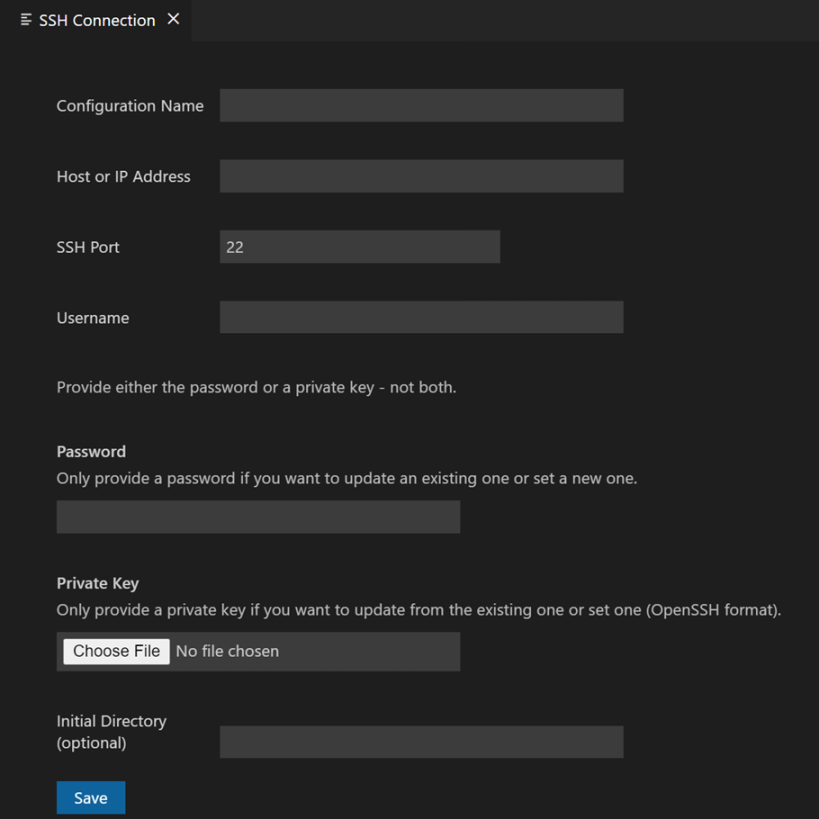 SSH Connection
Configuration Name
Host or IP Address
SSH Port 22
Username
Provide either the password or a private key - not both.
Password
Only provide a password if you want to update an existing one or set a new one.
Private Key
Only provide a private key if you want to update from the existing one or set one (OpenSSH format).
Choose File No file chosen
Initial Directory
(optional)
Save